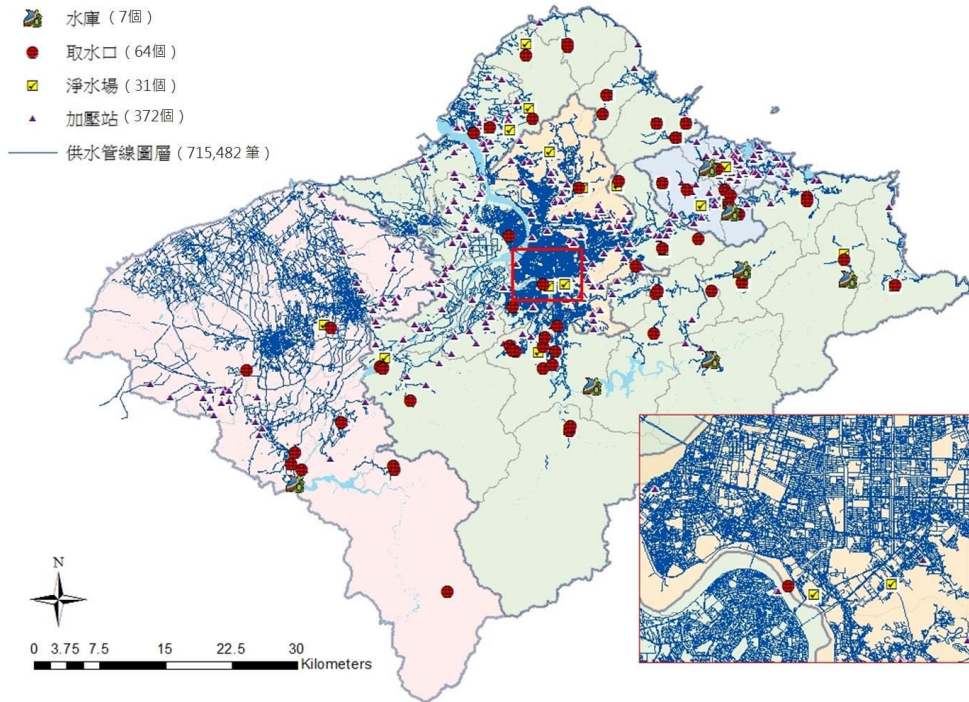 水庫（7個）
取水口（64個）
淨水場（31個）
加壓站（372個）
供水管線圖層（715,482 筆）
N
0 3.75 7.5 15 22.5 30
Kilometers